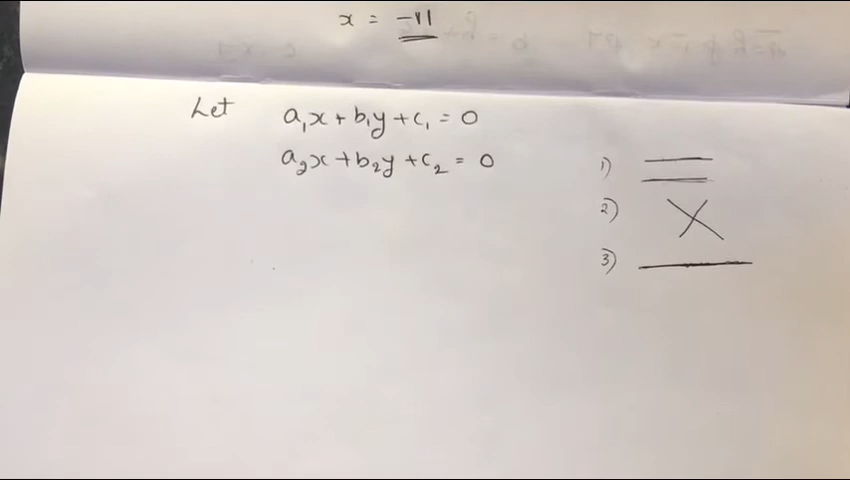 x = -11
Let a₁x + b₁y + c₁ = 0
a₂x + b₂y + c₂ = 0
1)
2)
3)